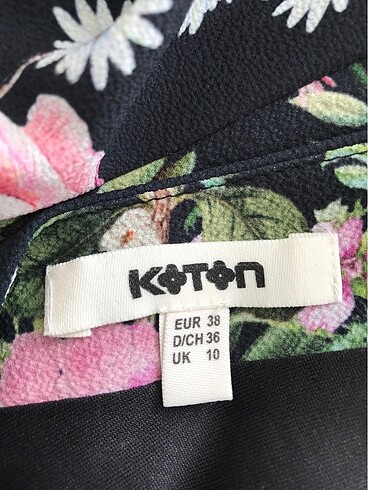 KOTON
EUR 38
D/CH 36
UK 10